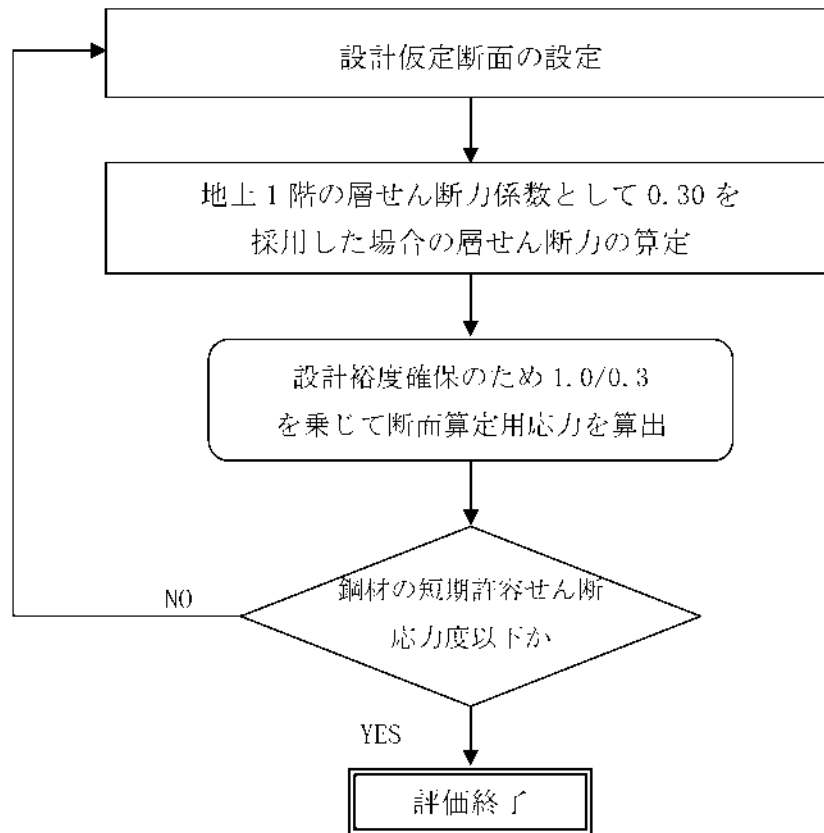 設計仮定断面の設定
地上1階の層せん断力係数として0.30を
採用した場合の層せん断力の算定
設計裕度確保のため1.0/0.3
を乗じて断面算定用応力を算出
鋼材の短期許容せん断
応力度以下か
NO
YES
評価終了